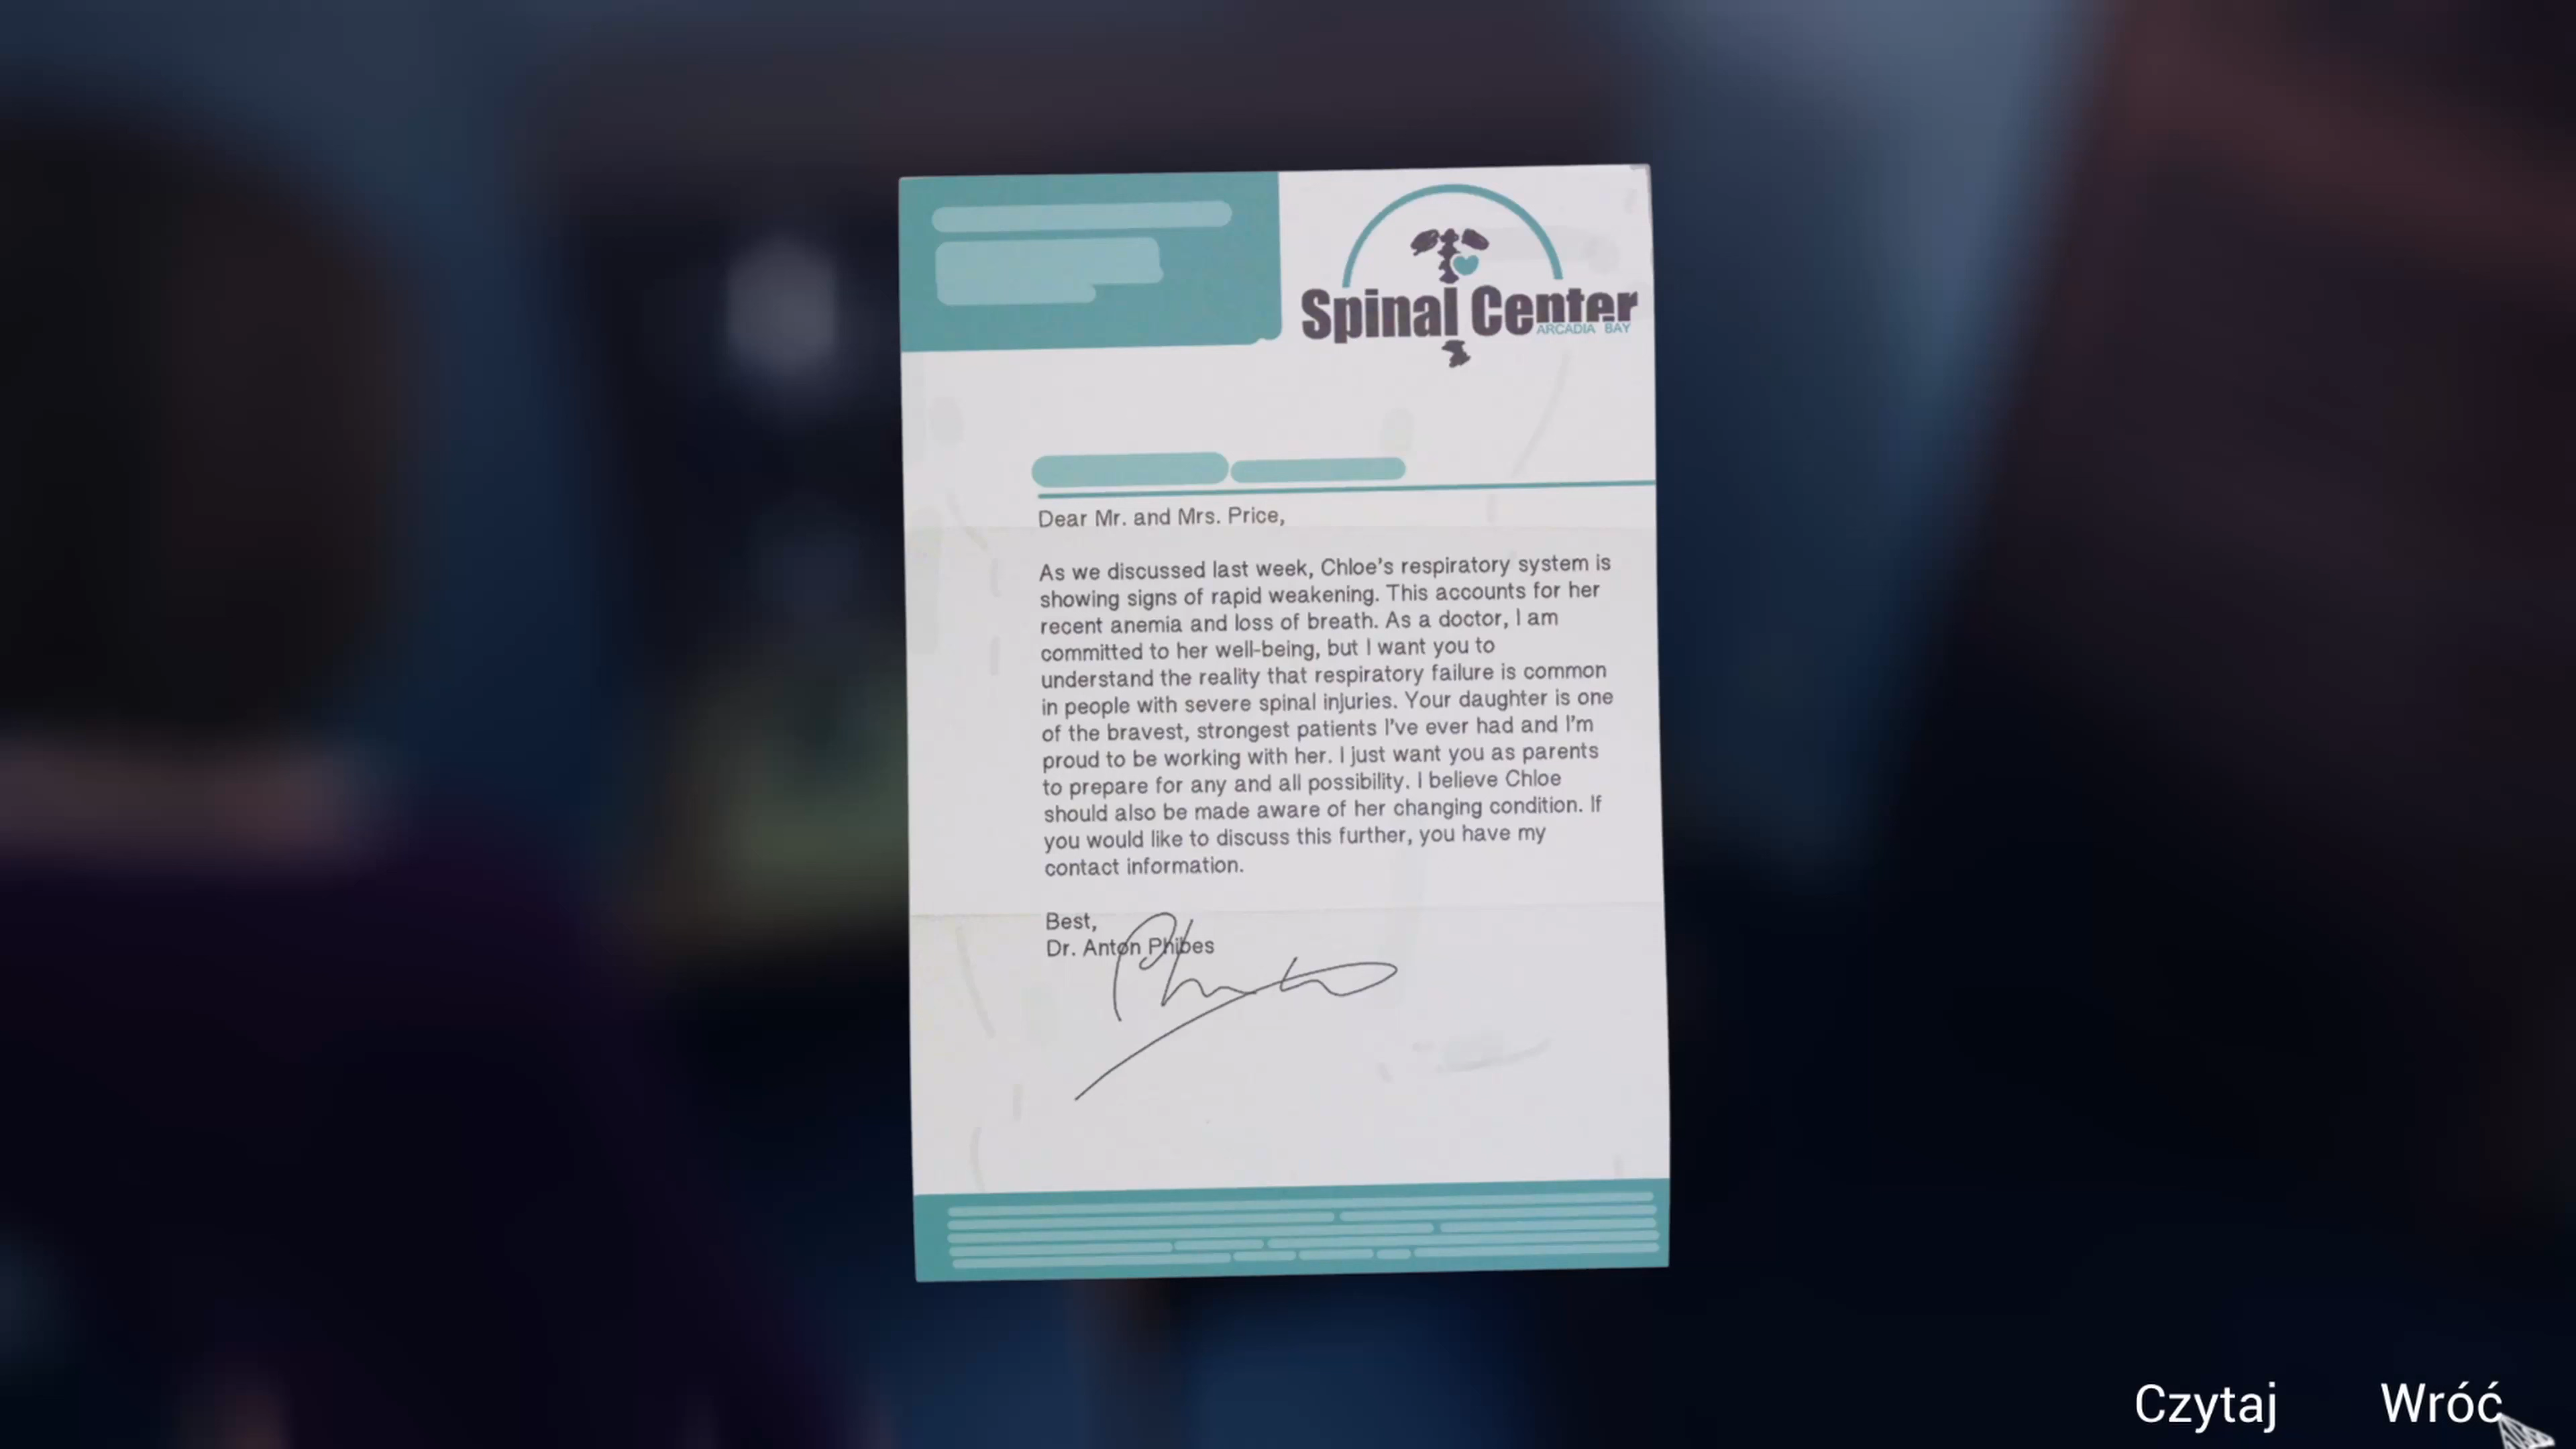 Spinal Center
ARCADIA BAY
Dear Mr. and Mrs. Price,
As we discussed last week, Chloe's respiratory system is
showing signs of rapid weakening. This accounts for her
recent anemia and loss of breath. As a doctor, I am
committed to her well-being, but I want you to
understand the reality that respiratory failure is common
in people with severe spinal injuries. Your daughter is one
of the bravest, strongest patients I've ever had and I'm
proud to be working with her. I just want you as parents
to prepare for any and all possibility. I believe Chloe
should also be made aware of her changing condition. If
you would like to discuss this further, you have my
contact information.
Best,
Dr. Anton Phibes
Czytaj Wróć